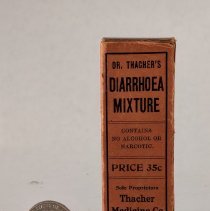 DR. THACHER'S
DIARRHOEA
MIXTURE
CONTAINS
NO ALCOHOL OR
NARCOTIC.
PRICE 35c
Sole Proprietors
Thacher
Medicine Co